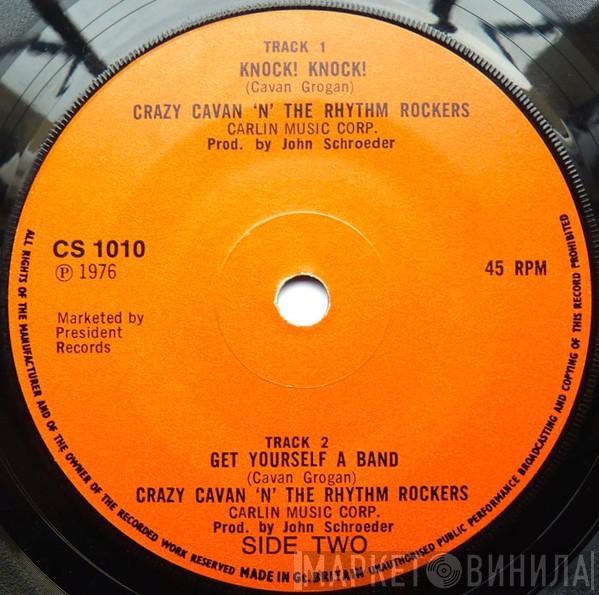 TRACK 1
KNOCK! KNOCK!
(Cavan Grogan)
CRAZY CAVAN 'N' THE RHYTHM ROCKERS
CARLIN MUSIC CORP.
Prod. by John Schroeder
CS 1010
℗ 1976
45 RPM
Marketed by
President
Records
TRACK 2
GET YOURSELF A BAND
(Cavan Grogan)
CRAZY CAVAN 'N' THE RHYTHM ROCKERS
CARLIN MUSIC CORP.
Prod. by John Schroeder
SIDE TWO
ALL RIGHTS OF THE MANUFACTURER AND OF THE OWNER OF THE RECORDED WORK RESERVED MADE IN Gt. BRITAIN UNAUTHORISED PUBLIC PERFORMANCE BROADCASTING AND COPYING OF THIS RECORD PROHIBITED
МАРКЕТ ВИНИЛА